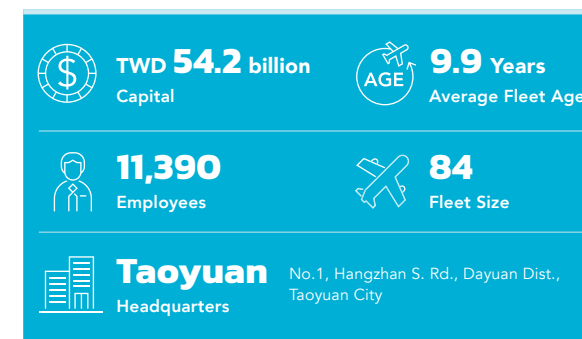 $
TWD 54.2 billion
Capital
AGE
9.9 Years
Average Fleet Age
11,390
Employees
84
Fleet Size
Taoyuan
Headquarters
No.1, Hangzhan S. Rd., Dayuan Dist.,
Taoyuan City